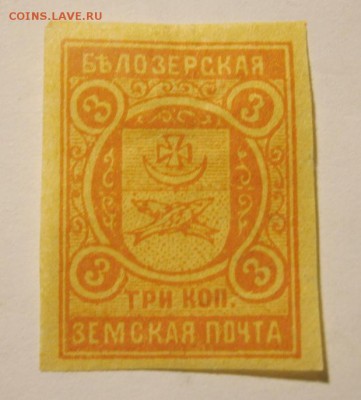 COINS.LAVE.RU
БѢЛОЗЕРСКАЯ
3 3
3 3
ТРИ КОП.
ЗЕМСКАЯ ПОЧТА